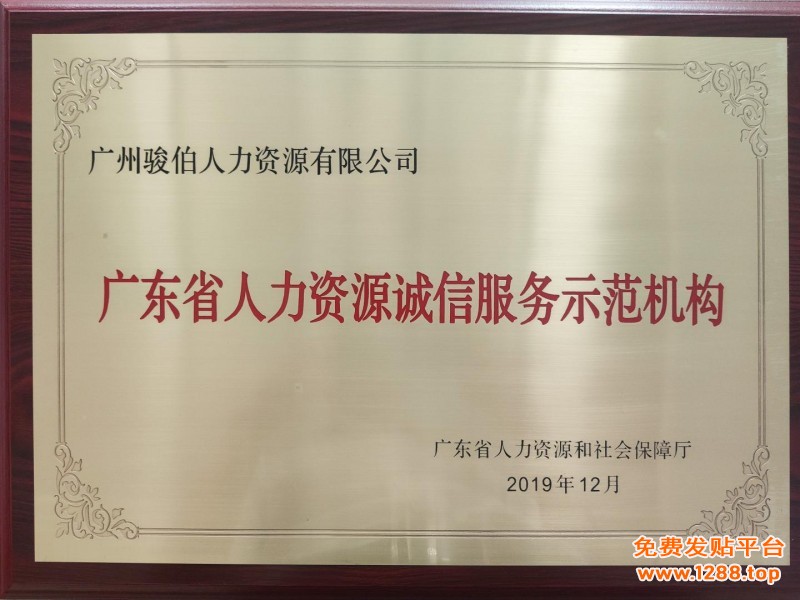 广州骏伯人力资源有限公司
广东省人力资源诚信服务示范机构
广东省人力资源和社会保障厅
2019年12月
免费发贴平台
www.1288.top